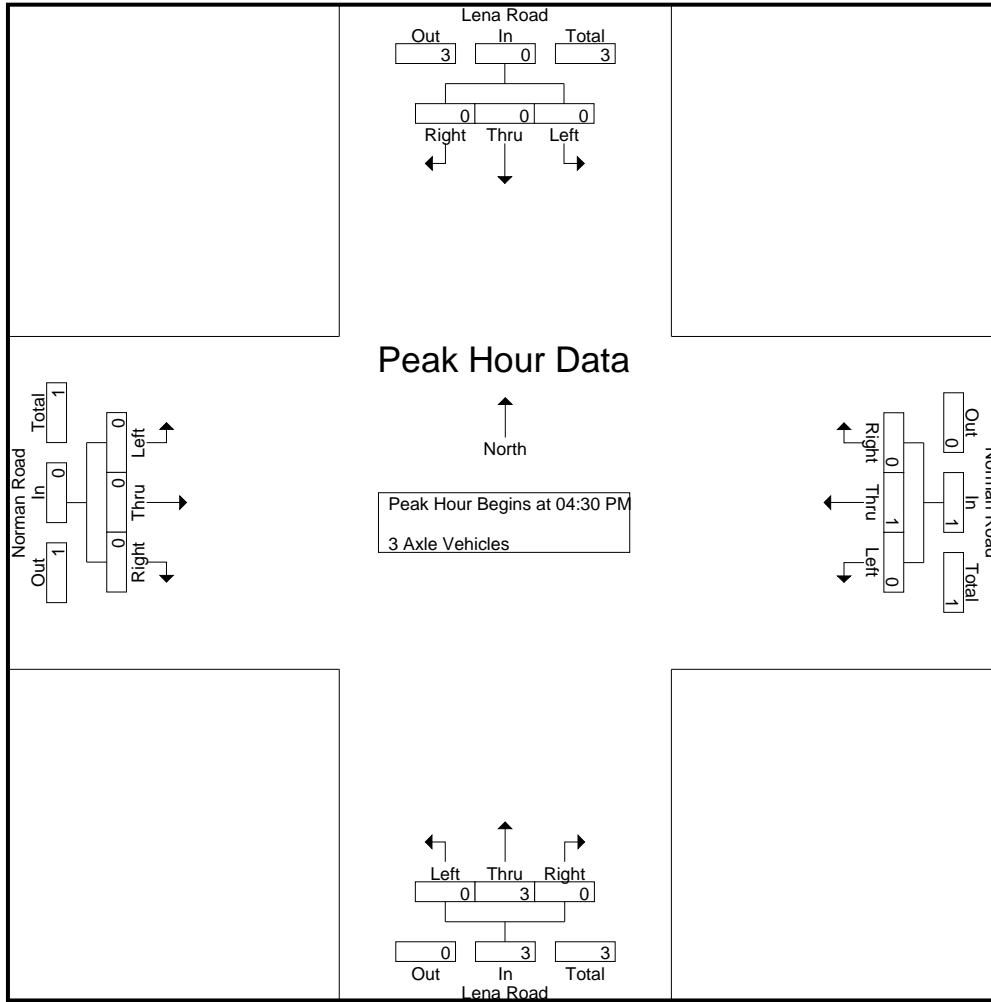 Lena Road
Out In Total
3 0 3
0 0 0
Right Thru Left
Peak Hour Data
North
Peak Hour Begins at 04:30 PM
3 Axle Vehicles
Norman Road
Out In Total
1 0 1
0 0 0
Right Thru Left
Norman Road
Out In Total
0 1 1
0 1 0
Right Thru Left
Left Thru Right
0 3 0
0 3 3
Out In Total
Lena Road